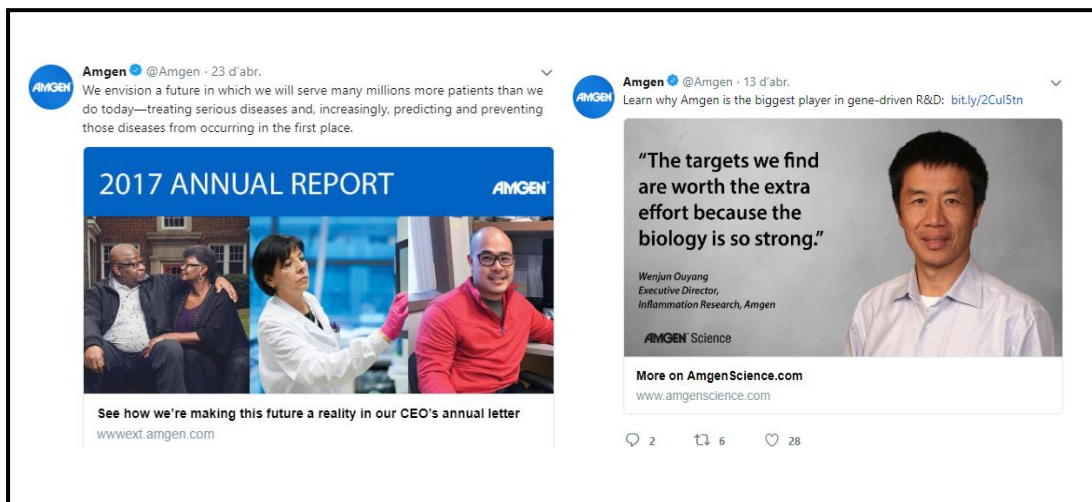 Amgen @Amgen · 23 d'abr.
We envision a future in which we will serve many millions more patients than we
do today—treating serious diseases and, increasingly, predicting and preventing
those diseases from occurring in the first place.
AMGEN
2017 ANNUAL REPORT
AMGEN
See how we're making this future a reality in our CEO's annual letter
wwwext.amgen.com
Amgen @Amgen · 13 d'abr.
Learn why Amgen is the biggest player in gene-driven R&D: bit.ly/2CuI5tn
AMGEN
"The targets we find
are worth the extra
effort because the
biology is so strong."
Wenjun Ouyang
Executive Director,
Inflammation Research, Amgen
AMGEN Science
More on AmgenScience.com
www.amgenscience.com
2 6 28